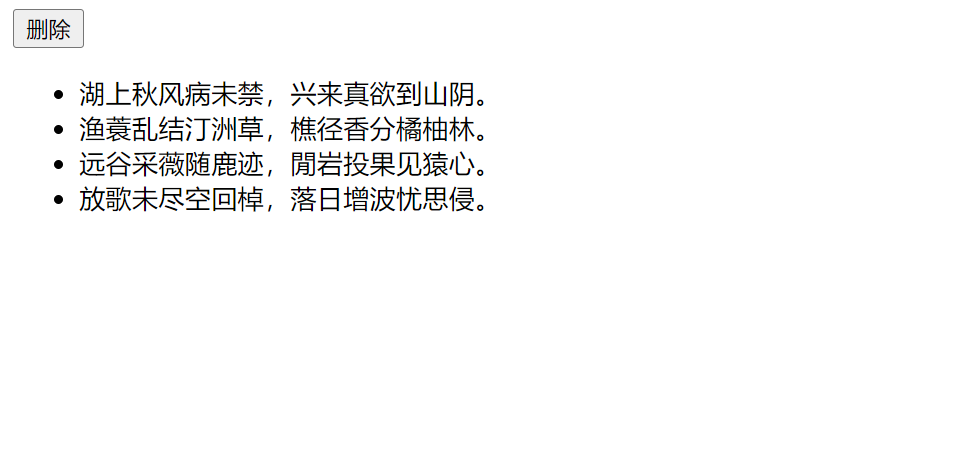 删除
湖上秋风病未禁，兴来真欲到山阴。
渔蓑乱结汀洲草，樵径香分橘柚林。
远谷采薇随鹿迹，閒岩投果见猿心。
放歌未尽空回棹，落日增波忧思侵。